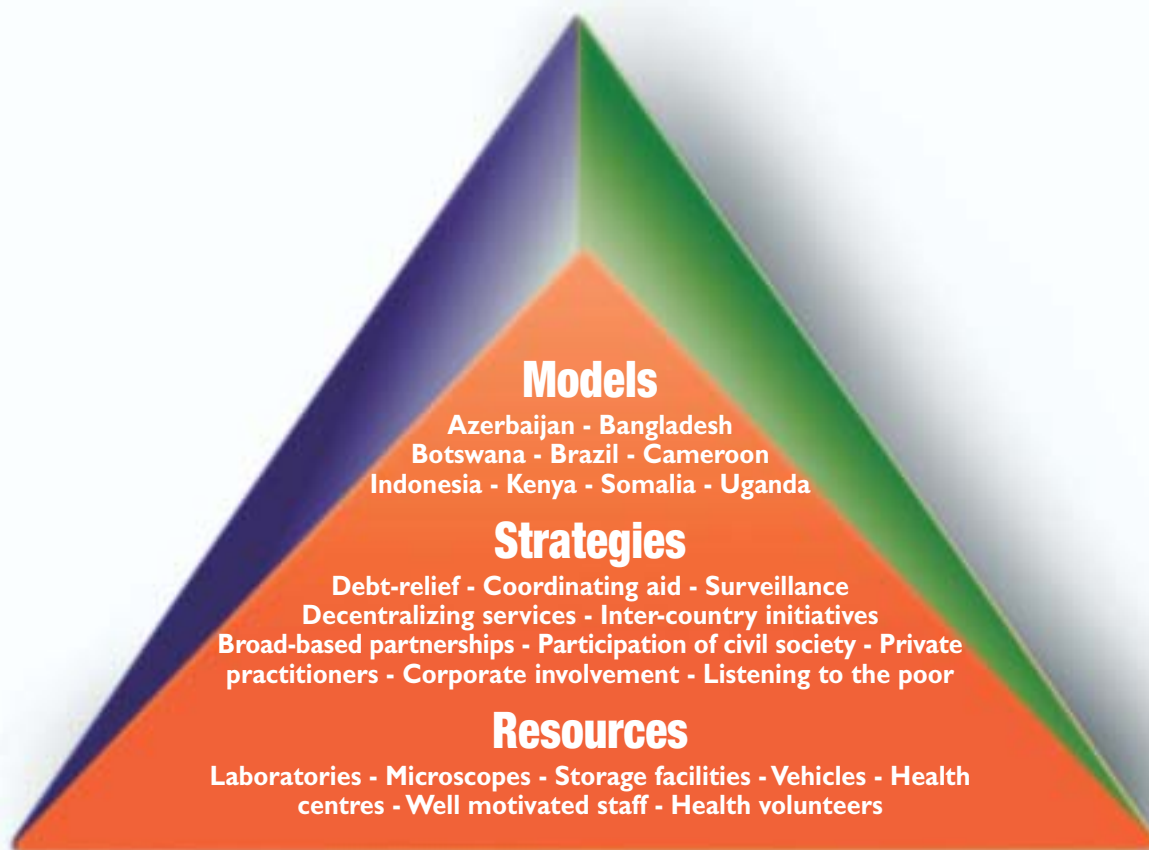 Models
Azerbaijan - Bangladesh
Botswana - Brazil - Cameroon
Indonesia - Kenya - Somalia - Uganda
Strategies
Debt-relief - Coordinating aid - Surveillance
Decentralizing services - Inter-country initiatives
Broad-based partnerships - Participation of civil society - Private
practitioners - Corporate involvement - Listening to the poor
Resources
Laboratories - Microscopes - Storage facilities - Vehicles - Health
centres - Well motivated staff - Health volunteers